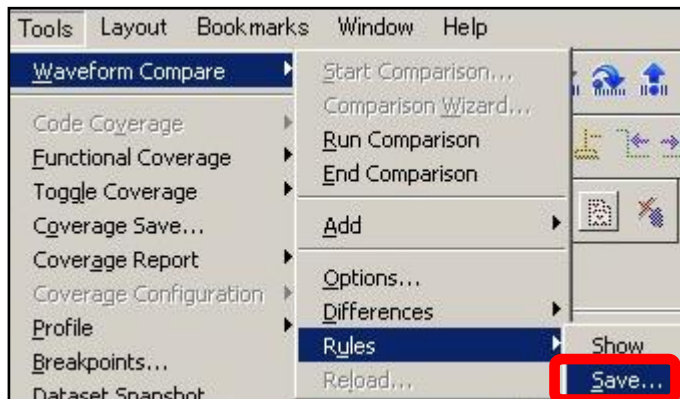 Tools Layout Bookmarks Window Help
Waveform Compare
Code Coverage
Functional Coverage
Toggle Coverage
Coverage Save...
Coverage Report
Coverage Configuration
Profile
Breakpoints...
Dataset Snapshot
Start Comparison...
Comparison Wizard...
Run Comparison
End Comparison
Add
Options...
Differences
Rules
Reload...
Show
Save...